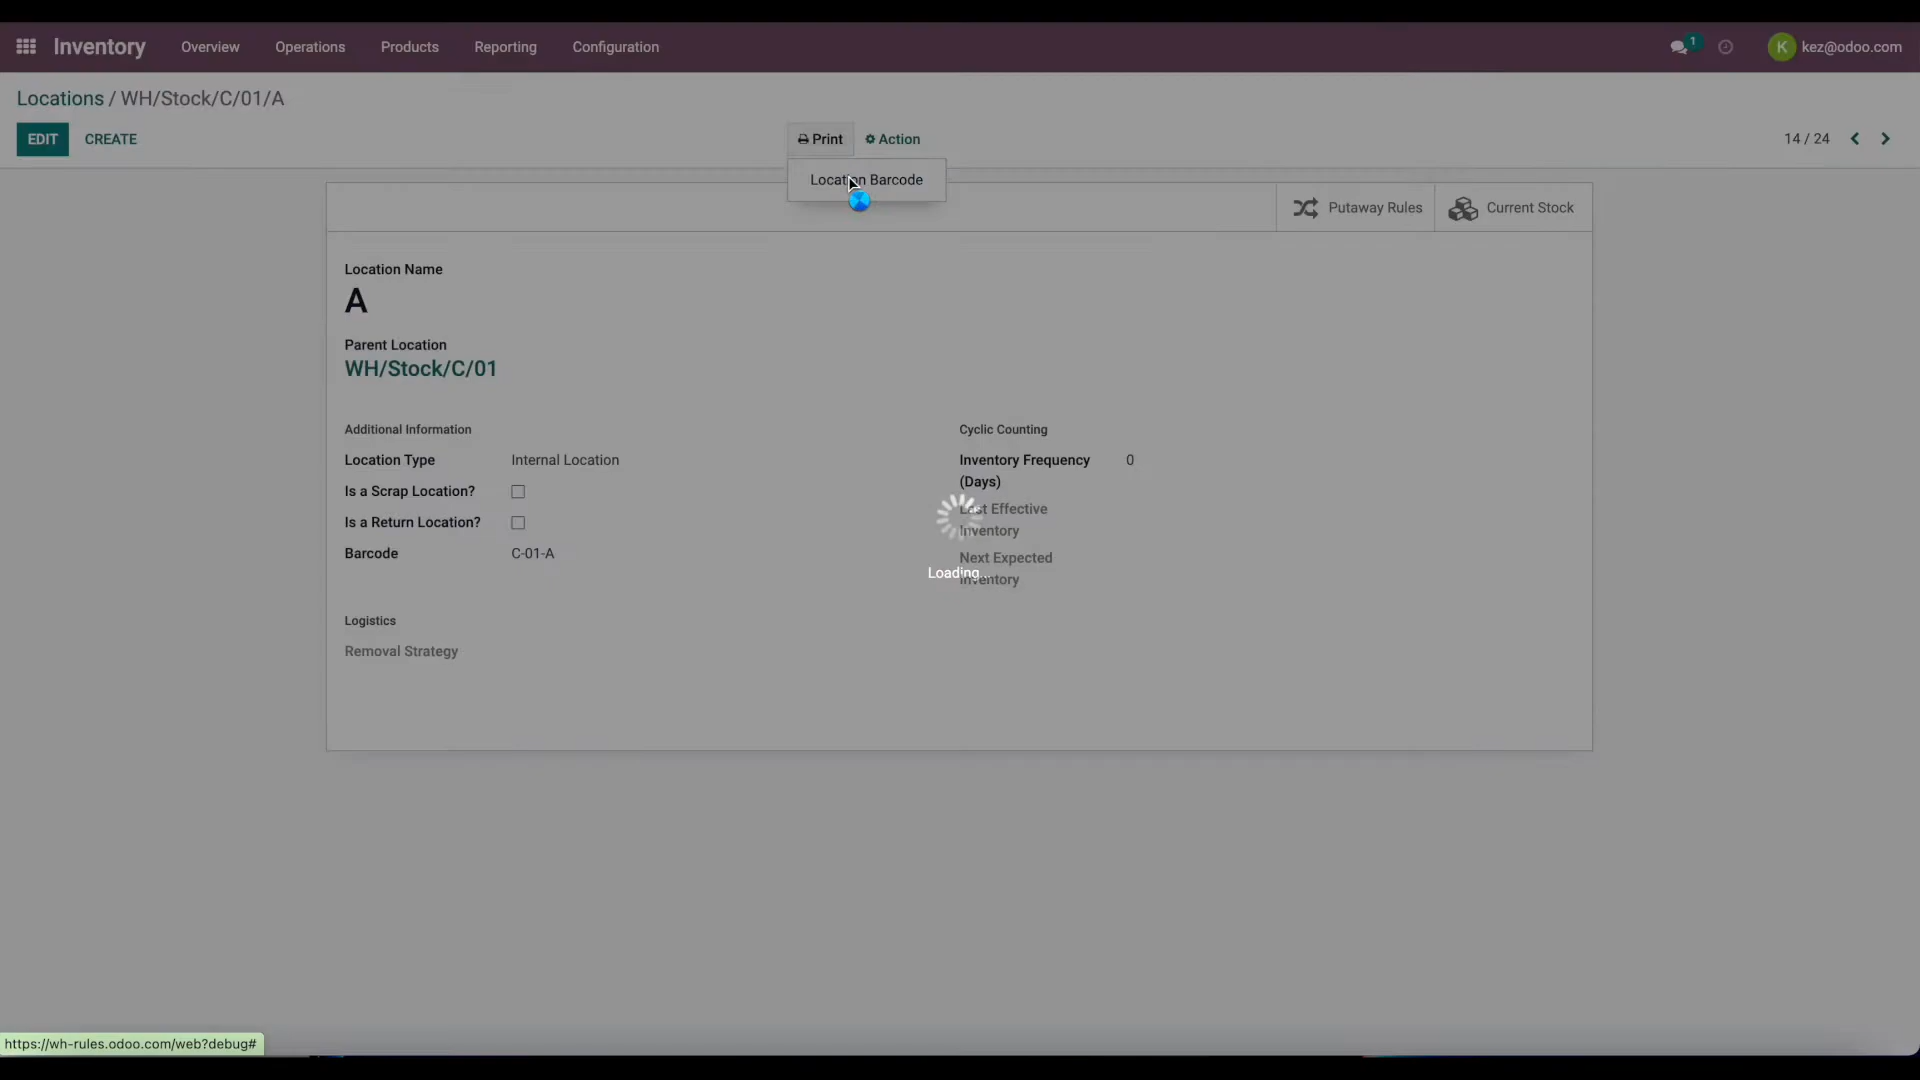 Inventory
Overview
Operations
Products
Reporting
Configuration
1
K
kez@odoo.com
Locations / WH/Stock/C/01/A
EDIT
CREATE
Print
Action
14 / 24
Location Barcode
Putaway Rules
Current Stock
Location Name
A
Parent Location
WH/Stock/C/01
Additional Information
Location Type
Internal Location
Is a Scrap Location?
Is a Return Location?
Barcode
C-01-A
Logistics
Removal Strategy
Cyclic Counting
Inventory Frequency
(Days)
0
Last Effective
Inventory
Next Expected
Inventory
Loading...
https://wh-rules.odoo.com/web?debug#